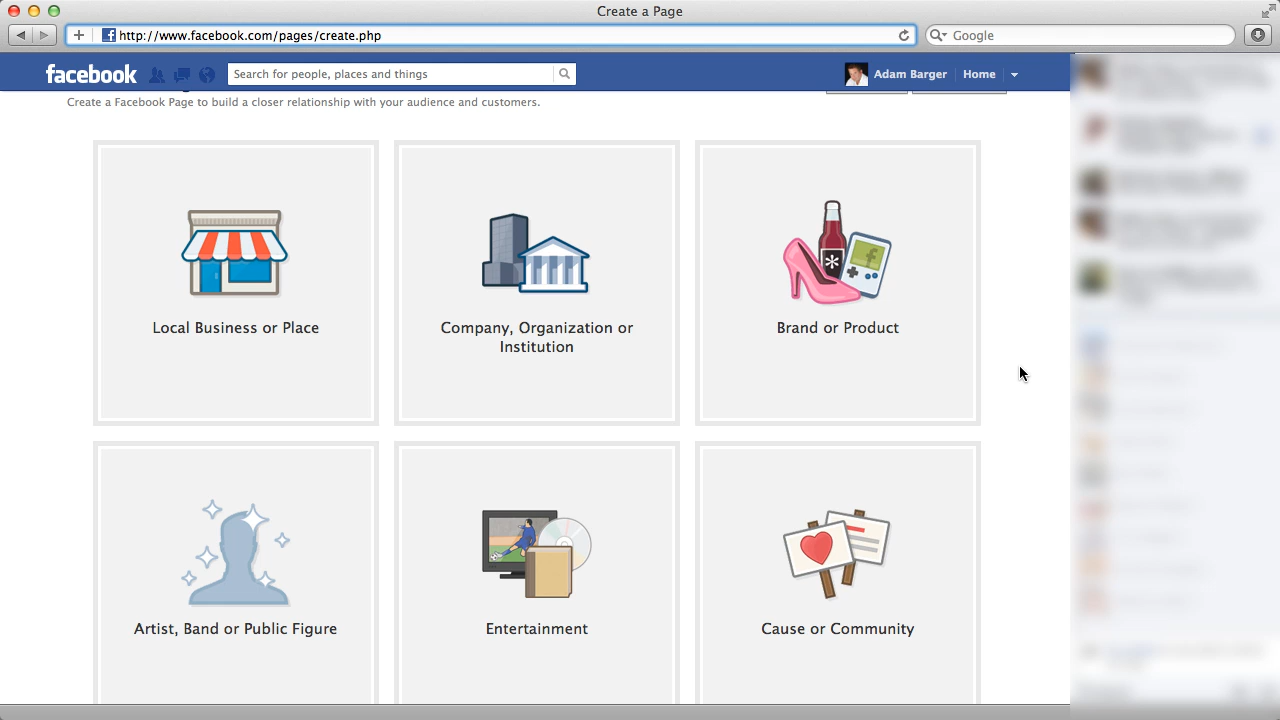 Create a Page
http://www.facebook.com/pages/create.php
Google
facebook
Search for people, places and things
Adam Barger
Home
Create a Facebook Page to build a closer relationship with your audience and customers.
Local Business or Place
Company, Organization or
Institution
Brand or Product
Artist, Band or Public Figure
Entertainment
Cause or Community